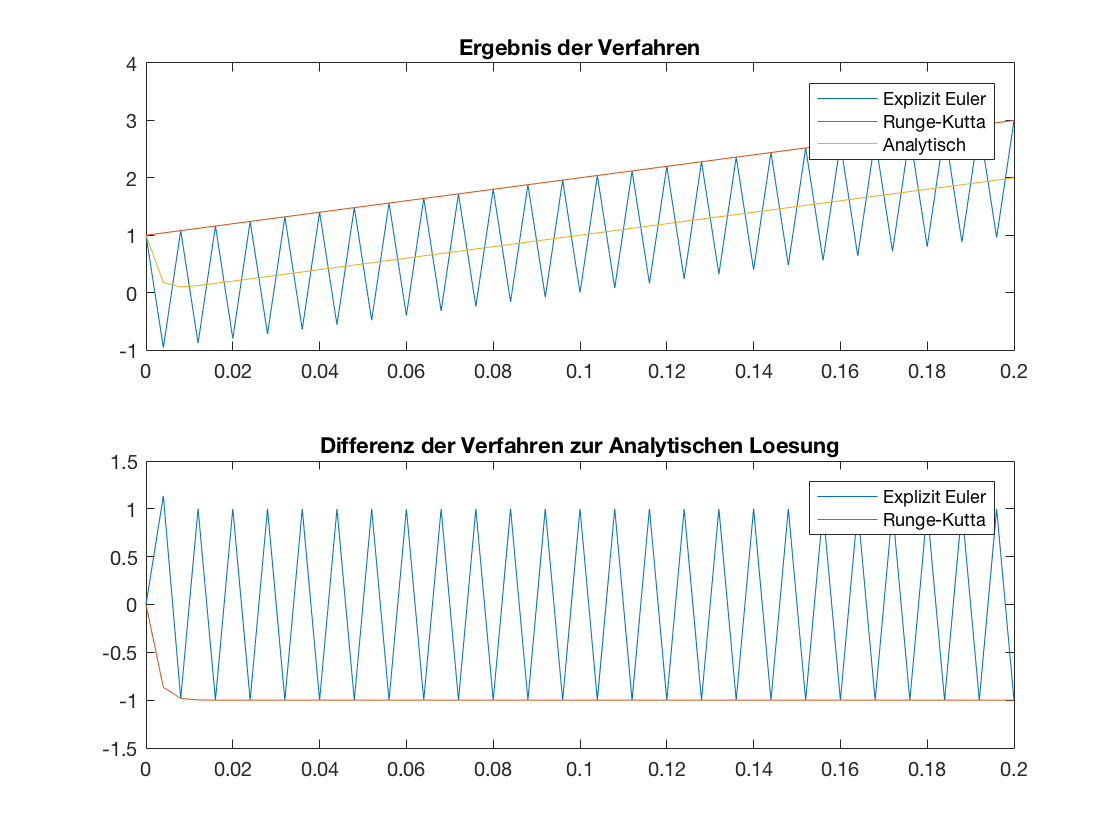 Ergebnis der Verfahren
4
3
2
1
0
-1
Explizit Euler
Runge-Kutta
Analytisch
0 0.02 0.04 0.06 0.08 0.1 0.12 0.14 0.16 0.18 0.2
Differenz der Verfahren zur Analytischen Loesung
1.5
1
0.5
0
-0.5
-1
-1.5
Explizit Euler
Runge-Kutta
0 0.02 0.04 0.06 0.08 0.1 0.12 0.14 0.16 0.18 0.2